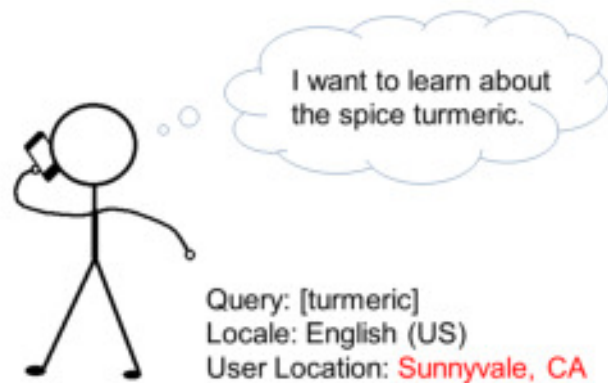 I want to learn about
the spice turmeric.
Query: [turmeric]
Locale: English (US)
User Location: Sunnyvale, CA